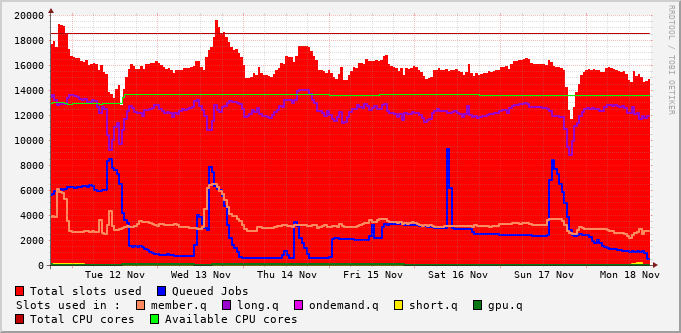 RRDTOOL / TOBI OETIKER
20000
18000
16000
14000
12000
10000
8000
6000
4000
2000
0
Tue 12 Nov Wed 13 Nov Thu 14 Nov Fri 15 Nov Sat 16 Nov Sun 17 Nov Mon 18 Nov
Total slots used Queued Jobs
Slots used in : member.q long.q ondemand.q short.q gpu.q
Total CPU cores Available CPU cores